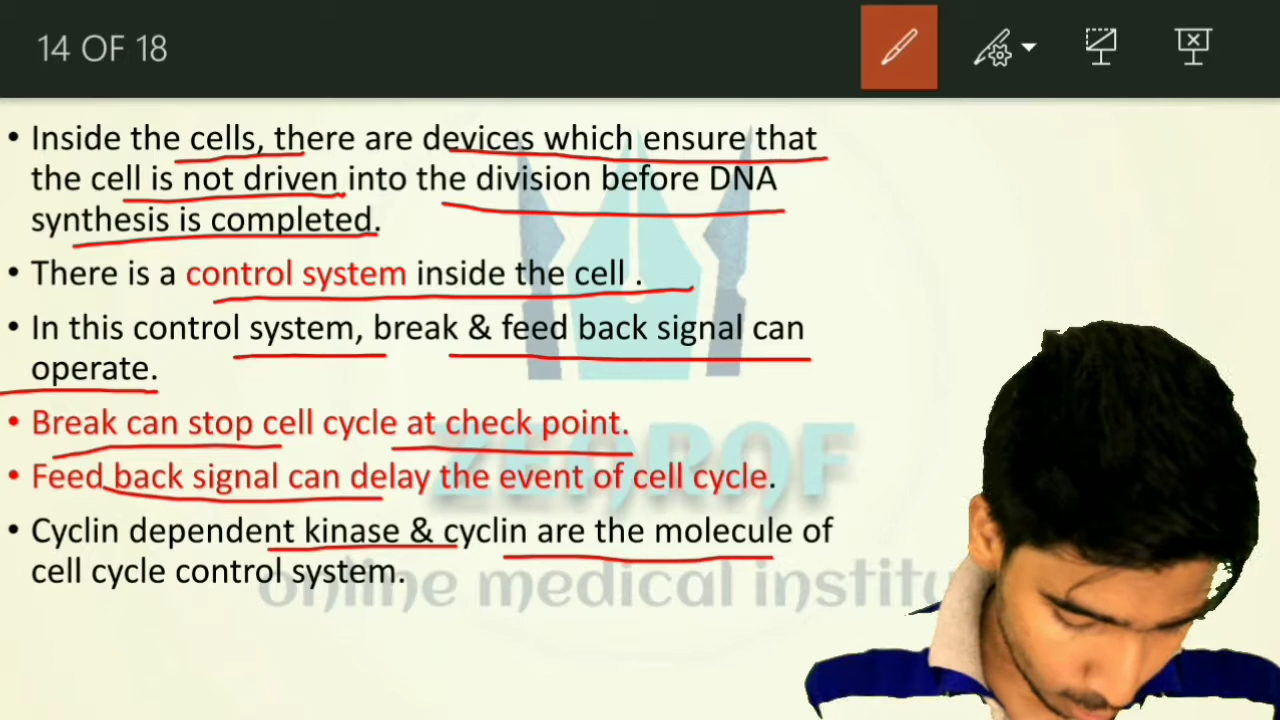 14 OF 18
• Inside the cells, there are devices which ensure that
the cell is not driven into the division before DNA
synthesis is completed.
• There is a control system inside the cell .
• In this control system, break & feed back signal can
operate.
• Break can stop cell cycle at check point.
• Feed back signal can delay the event of cell cycle.
• Cyclin dependent kinase & cyclin are the molecule of
cell cycle control system.
online medical institu